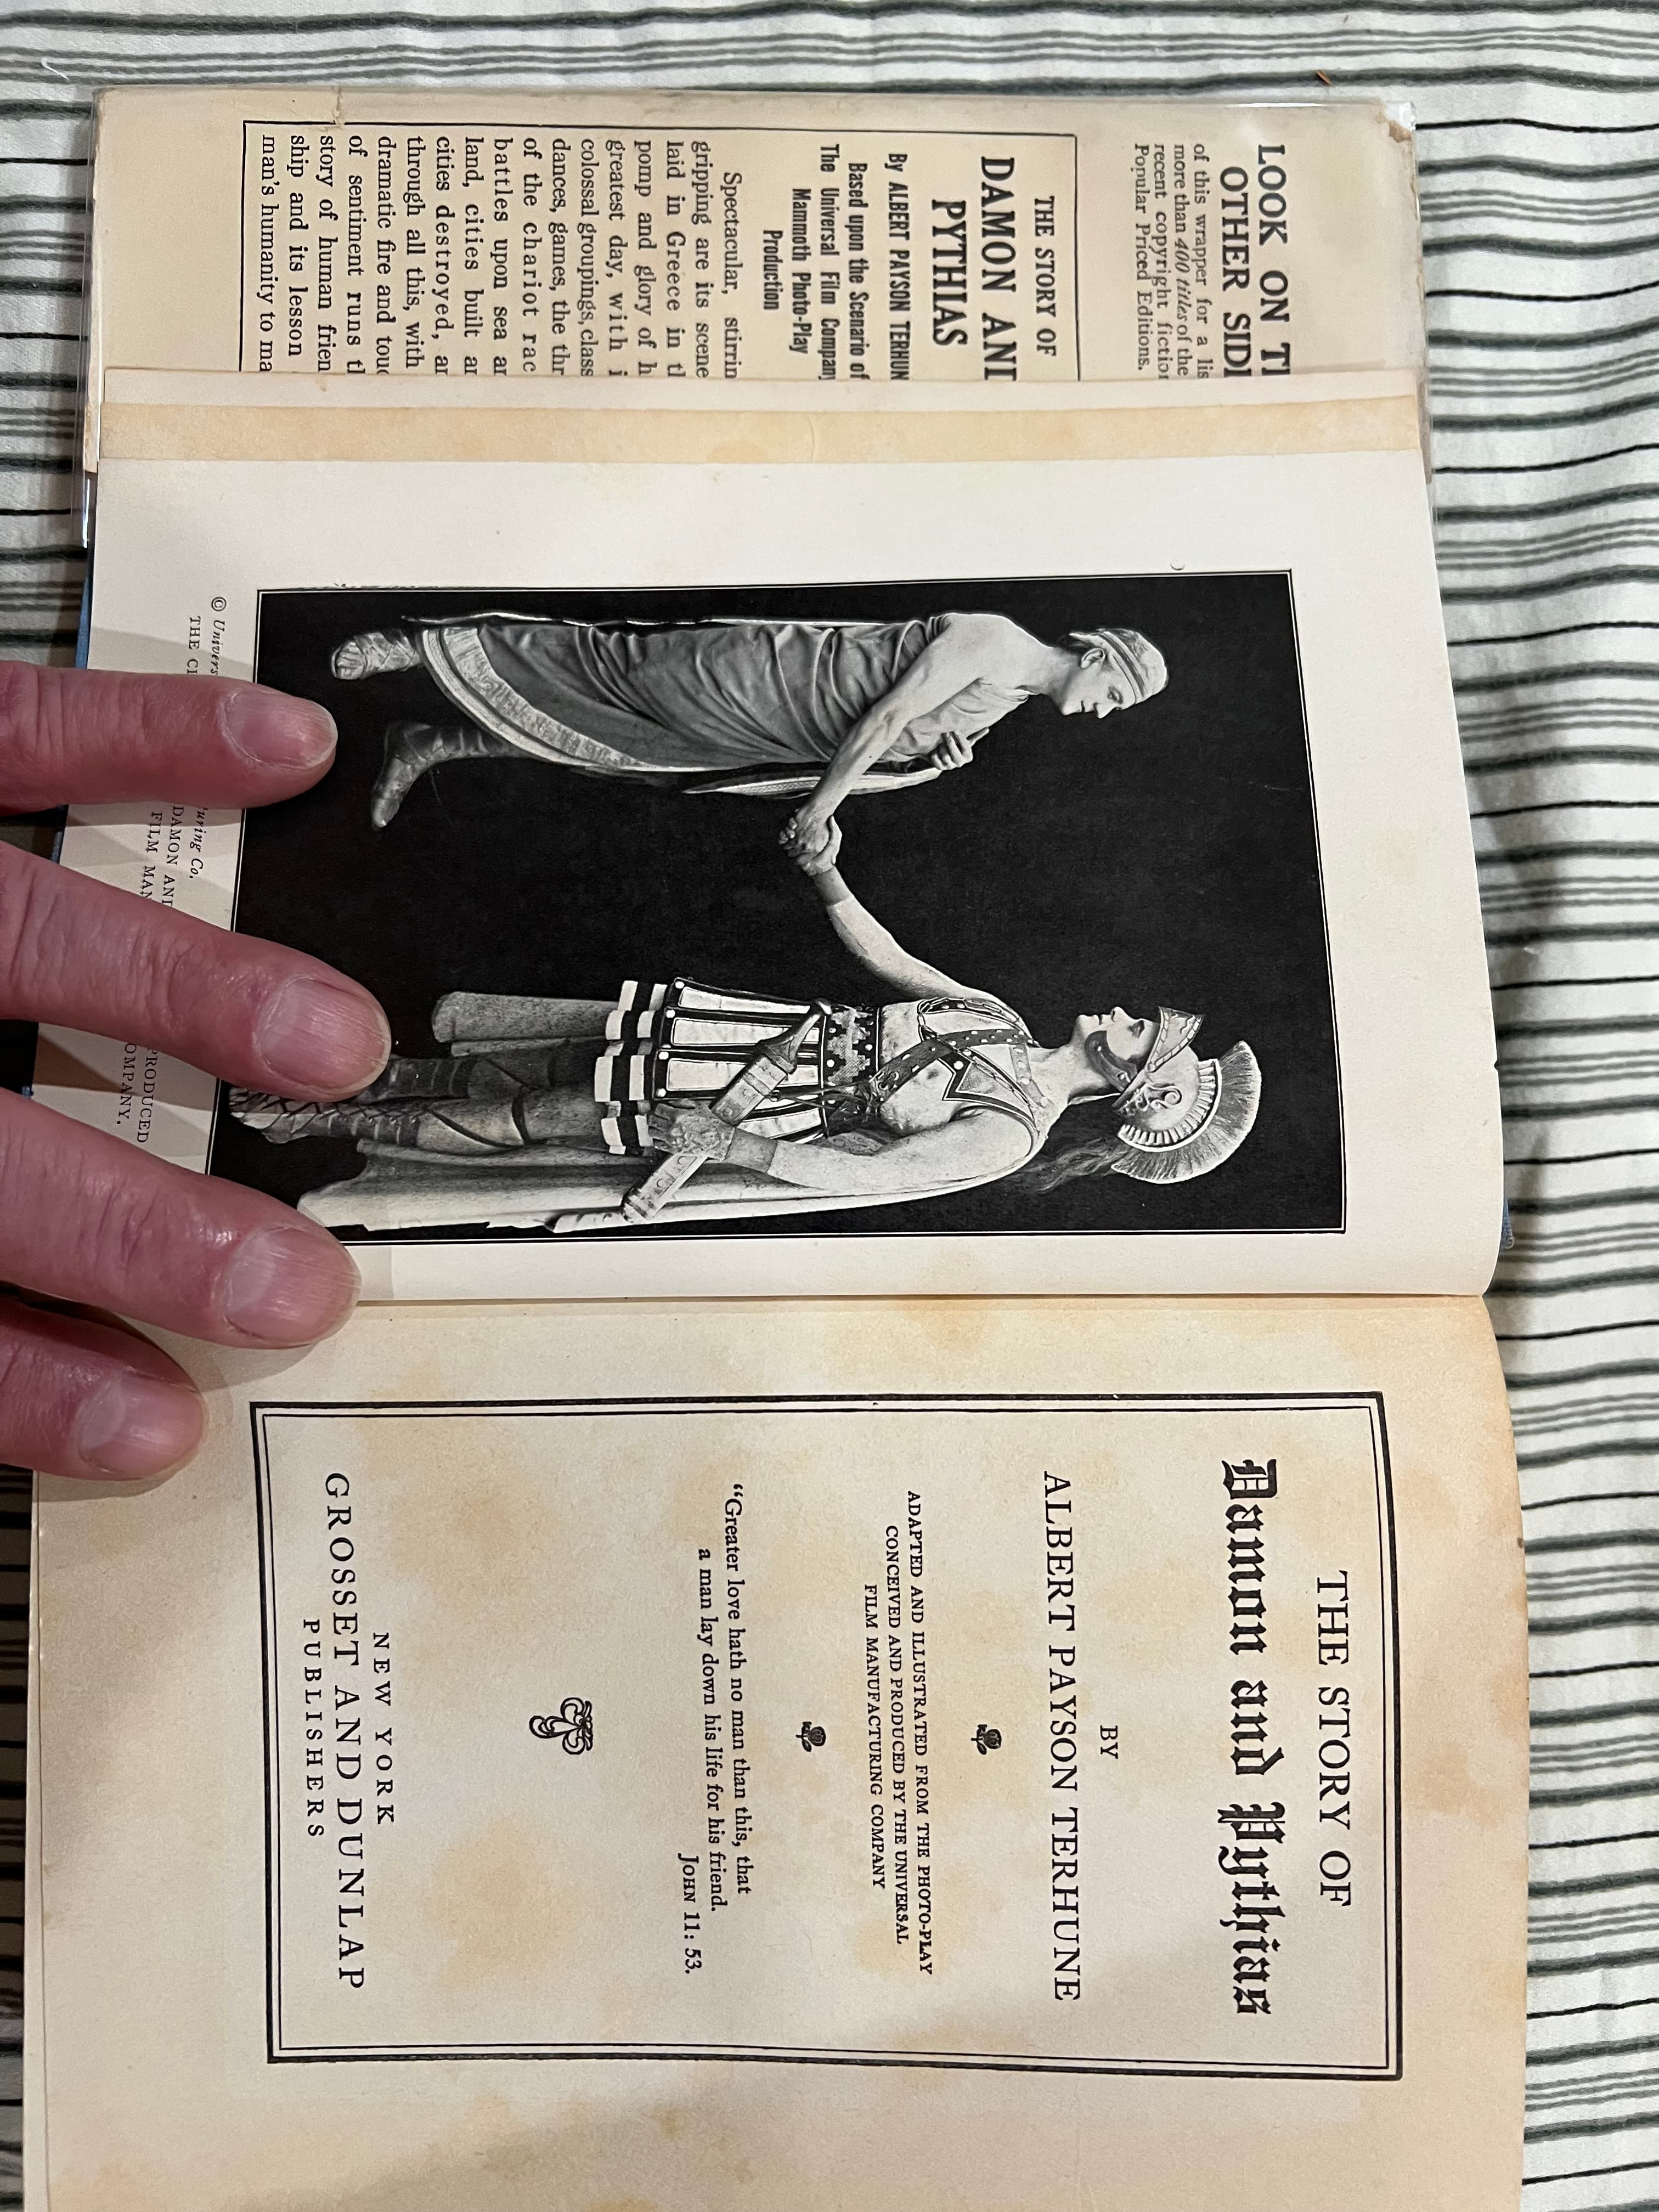 LOOK ON T
OTHER SID
of this wrapper for a lis
more than 400 titles of the
recent copyright fiction
Popular Priced Editions.
THE STORY OF
DAMON AND
PYTHIAS
By ALBERT PAYSON TERHUN
Based upon the Scenario of
The Universal Film Company
Mammoth Photo-Play
Production
Spectacular, stirrin
gripping are its scene
laid in Greece in th
pomp and glory of h
greatest day, with i
colossal groupings, class
dances, games, the thr
of the chariot rac
battles upon sea an
land, cities built an
cities destroyed, an
through all this, with
dramatic fire and touc
of sentiment runs th
story of human frien
ship and its lesson
man's humanity to ma
© Univers
uring Co.
THE CL
DAMON AND
PRODUCED
FILM MAN
OMPANY.
THE STORY OF
Damon and Pythias
BY
ALBERT PAYSON TERHUNE
ADAPTED AND ILLUSTRATED FROM THE PHOTO-PLAY
CONCEIVED AND PRODUCED BY THE UNIVERSAL
FILM MANUFACTURING COMPANY
"Greater love hath no man than this, that
a man lay down his life for his friend.
JOHN 11: 53.
NEW YORK
GROSSET AND DUNLAP
PUBLISHERS